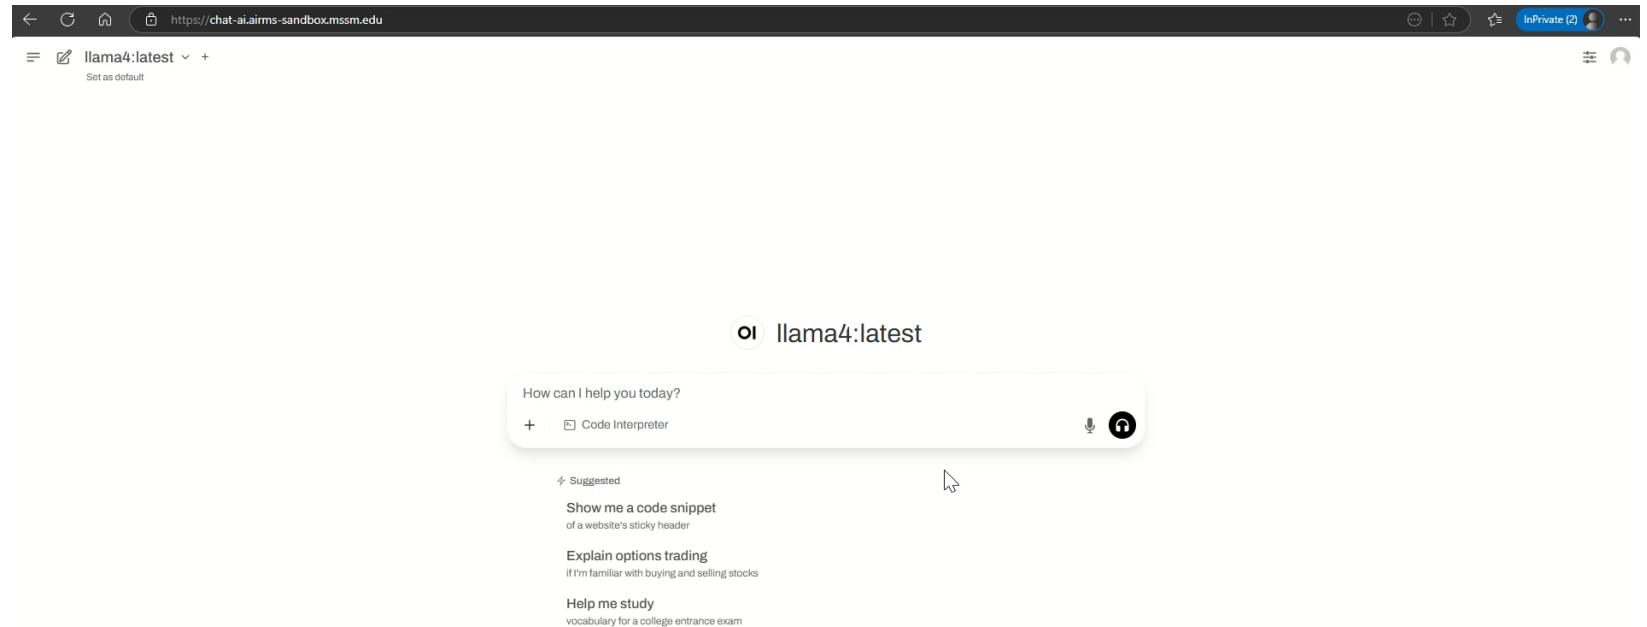 https://chat-ai.airms-sandbox.mssm.edu
InPrivate (2)
llama4:latest
Set as default
OI llama4:latest
How can I help you today?
Code Interpreter
Suggested
Show me a code snippet
of a website's sticky header
Explain options trading
if I'm familiar with buying and selling stocks
Help me study
vocabulary for a college entrance exam